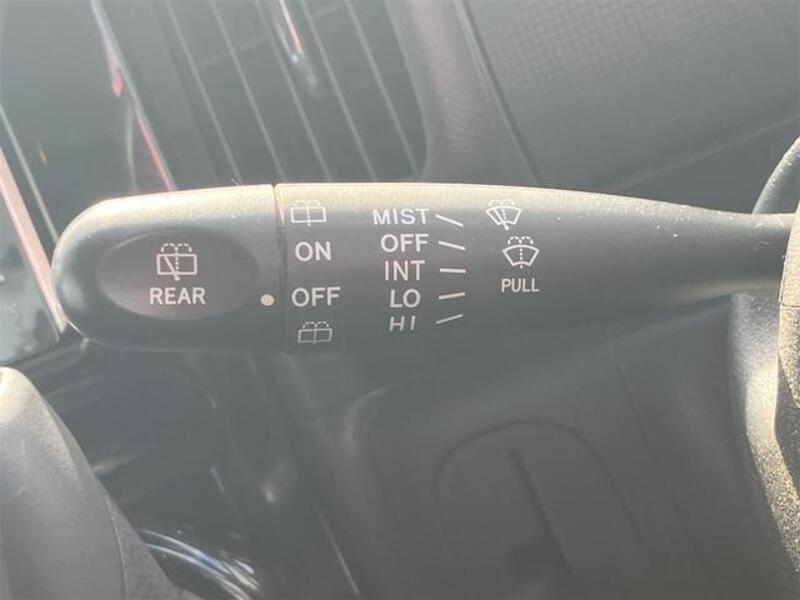 REAR
ON
OFF
MIST
OFF
INT
LO
HI
PULL